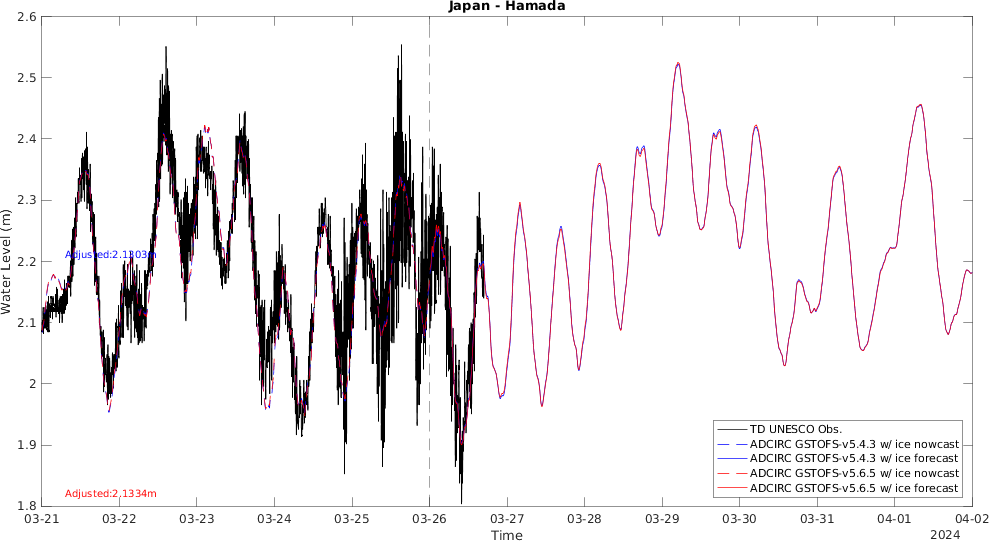 Japan - Hamada
2.6
2.5
2.4
2.3
2.2
2.1
2
1.9
1.8
Water Level (m)
Adjusted:2.1303m
Adjusted:2.1334m
TD UNESCO Obs.
ADCIRC GSTOFS-v5.4.3 w/ ice nowcast
ADCIRC GSTOFS-v5.4.3 w/ ice forecast
ADCIRC GSTOFS-v5.6.5 w/ ice nowcast
ADCIRC GSTOFS-v5.6.5 w/ ice forecast
03-21 03-22 03-23 03-24 03-25 03-26 03-27 03-28 03-29 03-30 03-31 04-01 04-02
Time
2024